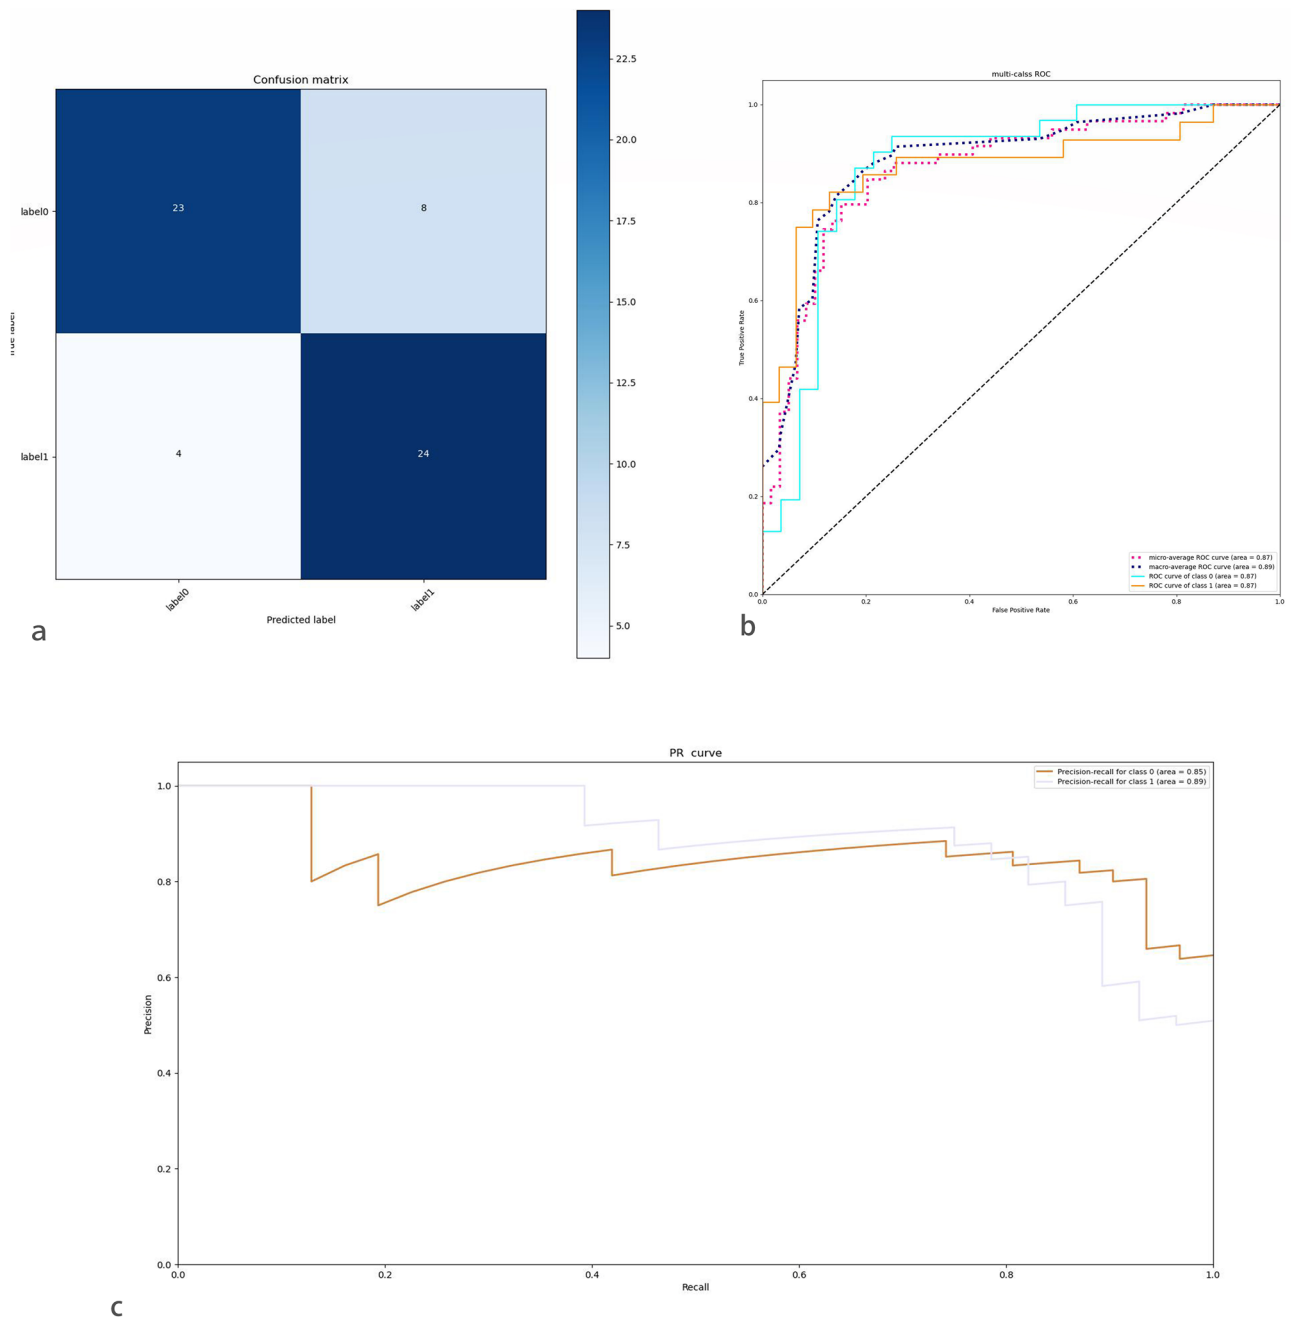 Confusion matrix
22.5
20.0
17.5
15.0
12.5
10.0
7.5
5.0
label0
23
8
label1
4
24
label0
label1
Predicted label
a
multi-calss ROC
1.0
0.8
0.6
0.4
0.2
0.0
True Positive Rate
micro-average ROC curve (area = 0.87)
macro-average ROC curve (area = 0.89)
ROC curve of class 0 (area = 0.87)
ROC curve of class 1 (area = 0.87)
0.0 0.2 0.4 0.6 0.8 1.0
False Positive Rate
b
PR curve
Precision-recall for class 0 (area = 0.85)
Precision-recall for class 1 (area = 0.89)
1.0
0.8
0.6
0.4
0.2
0.0
Precision
0.0 0.2 0.4 0.6 0.8 1.0
Recall
c